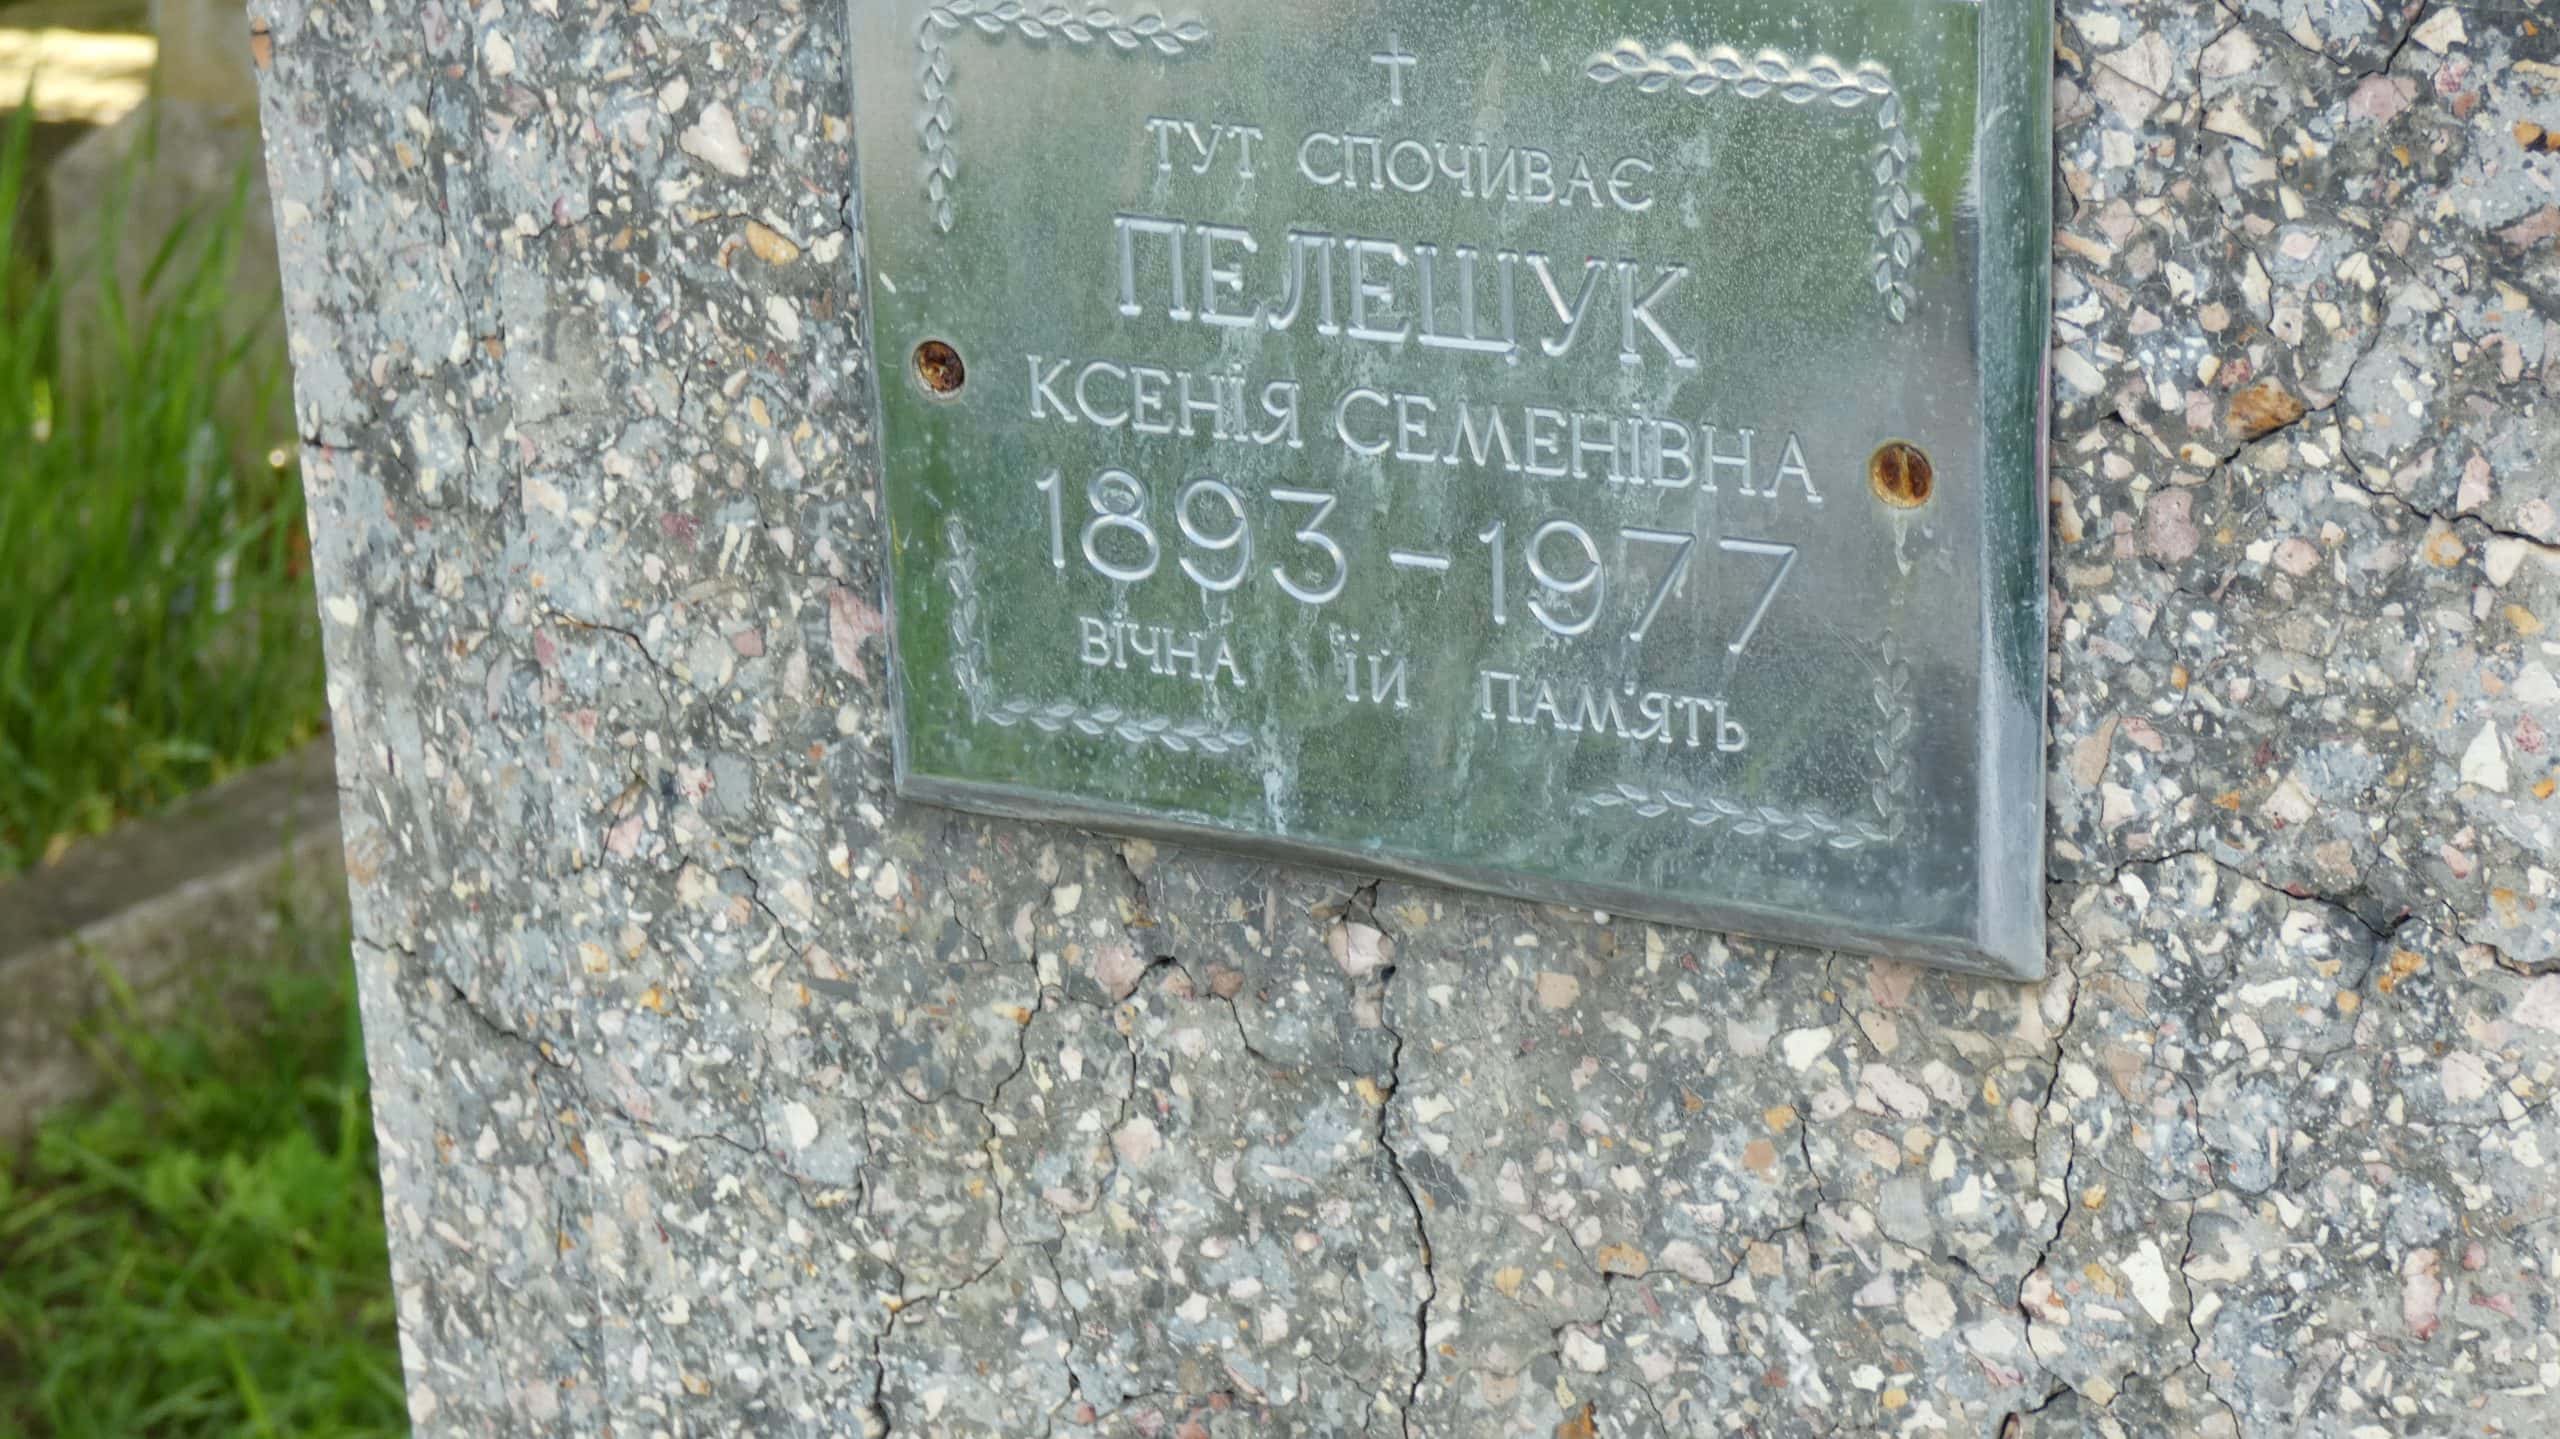 ТУТ СПОЧИВАЄ
ПЕЛЕЩУК
КСЕНІЯ СЕМЕНІВНА
1893-1977
ВІЧНА ЇЙ ПАМ'ЯТЬ